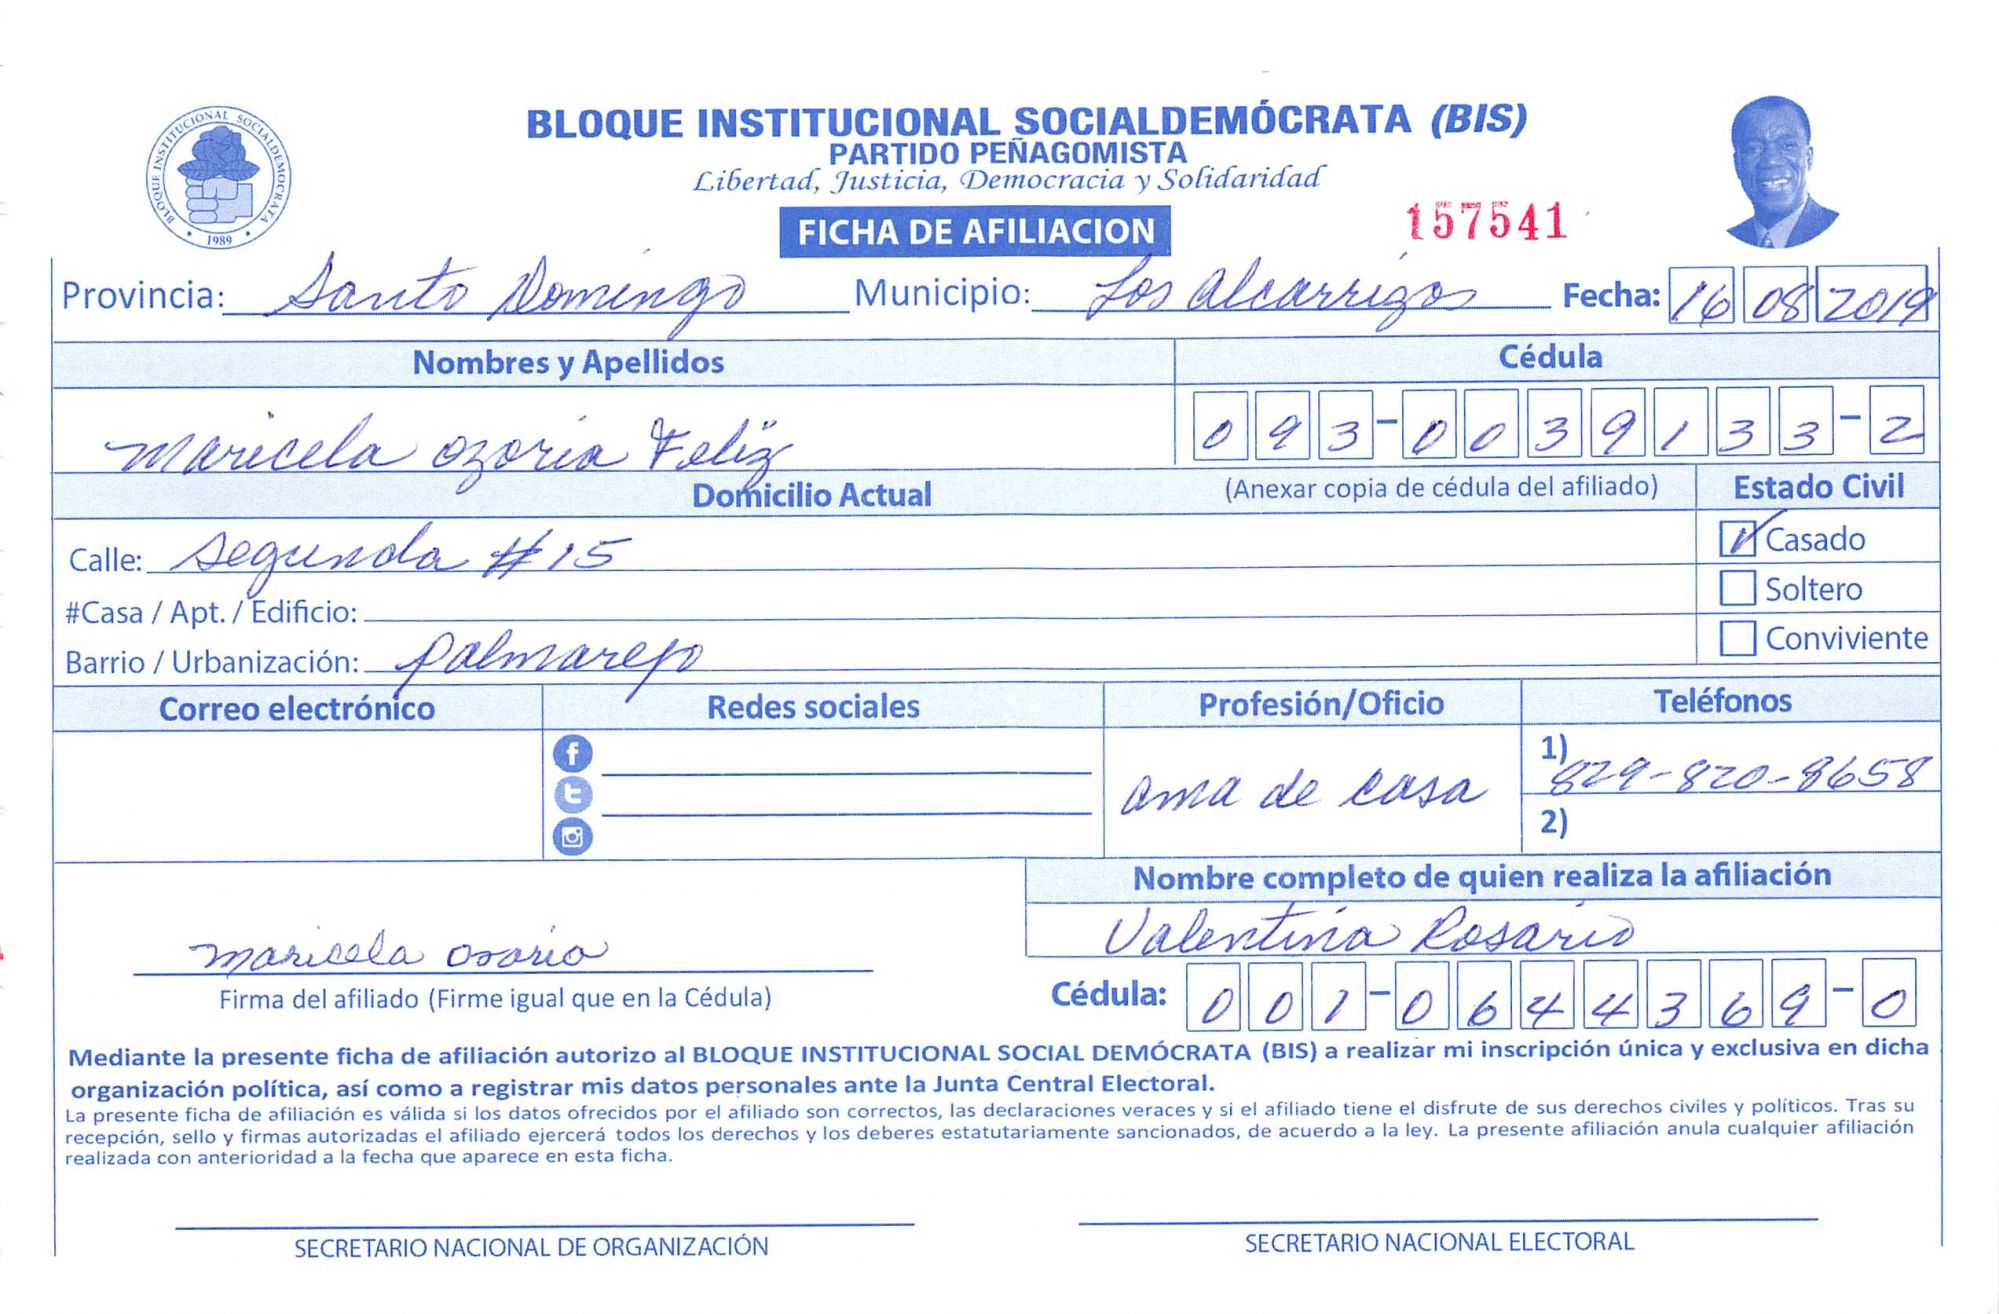 BLOQUE INSTITUCIONAL SOCIALDEMOCRATA
1989
BLOQUE INSTITUCIONAL SOCIALDEMÓCRATA (BIS)
PARTIDO PEÑAGOMISTA
Libertad, Justicia, Democracia y Solidaridad
FICHA DE AFILIACION
157541
Provincia: Santo Domingo Municipio: Los Alcarrizos Fecha: 16 08 2019
Nombres y Apellidos Cédula
Maricela Ozoria Feliz 093-0039133-2
Domicilio Actual (Anexar copia de cédula del afiliado) Estado Civil
Calle: Segunda #15 Casado
#Casa / Apt. / Edificio: Soltero
Barrio / Urbanización: Palmarejo Conviviente
Correo electrónico Redes sociales Profesión/Oficio Teléfonos
1) 829-820-8658
ama de casa
2)
Nombre completo de quien realiza la afiliación
Valentina Rosario
maricela osoria
Firma del afiliado (Firme igual que en la Cédula) Cédula: 001-0644369-0
Mediante la presente ficha de afiliación autorizo al BLOQUE INSTITUCIONAL SOCIAL DEMÓCRATA (BIS) a realizar mi inscripción única y exclusiva en dicha
organización política, así como a registrar mis datos personales ante la Junta Central Electoral.
La presente ficha de afiliación es válida si los datos ofrecidos por el afiliado son correctos, las declaraciones veraces y si el afiliado tiene el disfrute de sus derechos civiles y políticos. Tras su
recepción, sello y firmas autorizadas el afiliado ejercerá todos los derechos y los deberes estatutariamente sancionados, de acuerdo a la ley. La presente afiliación anula cualquier afiliación
realizada con anterioridad a la fecha que aparece en esta ficha.
SECRETARIO NACIONAL DE ORGANIZACIÓN SECRETARIO NACIONAL ELECTORAL